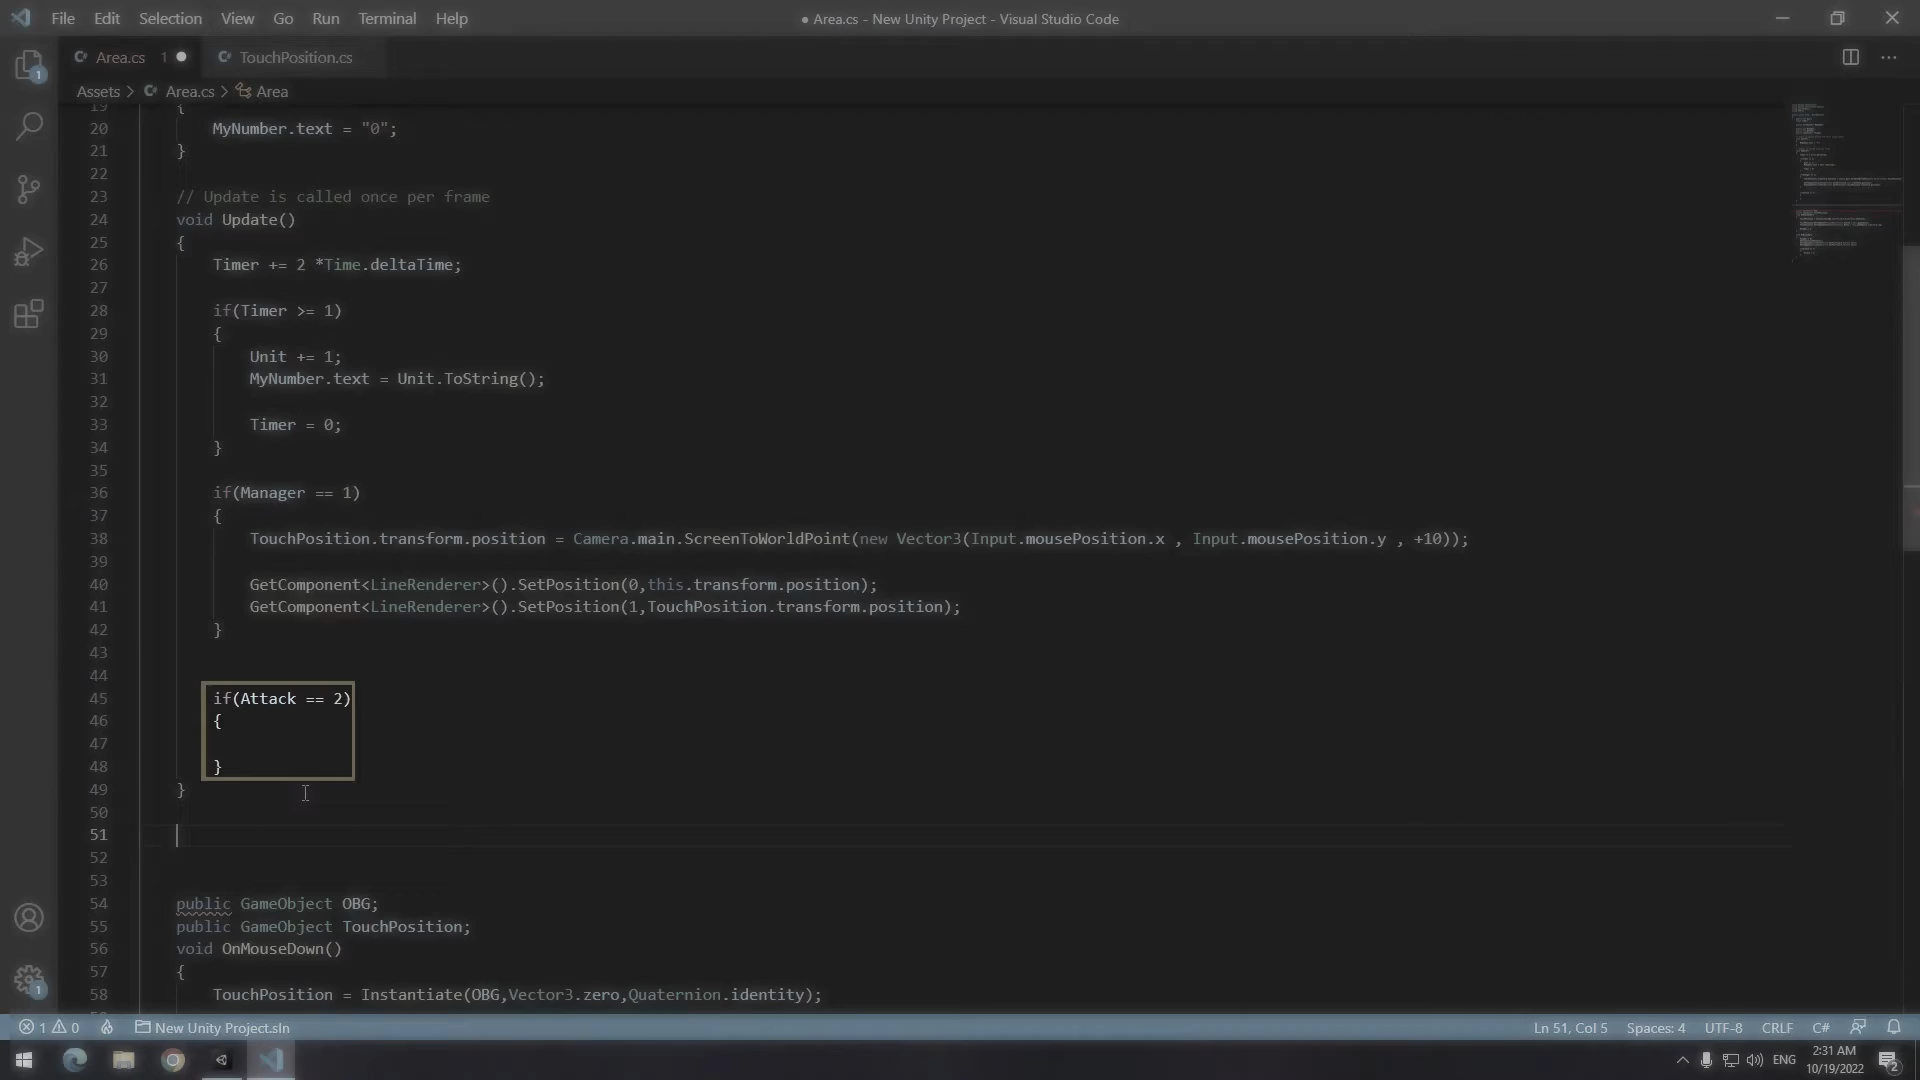 File Edit Selection View Go Run Terminal Help
● Area.cs - New Unity Project - Visual Studio Code
Area.cs 1
TouchPosition.cs
Assets > Area.cs > Area
19 {
20 MyNumber.text = "0";
21 }
22
23 // Update is called once per frame
24 void Update()
25 {
26 Timer += 2 *Time.deltaTime;
27
28 if(Timer >= 1)
29 {
30 Unit += 1;
31 MyNumber.text = Unit.ToString();
32
33 Timer = 0;
34 }
35
36 if(Manager == 1)
37 {
38 TouchPosition.transform.position = Camera.main.ScreenToWorldPoint(new Vector3(Input.mousePosition.x , Input.mousePosition.y , +10));
39
40 GetComponent<LineRenderer>().SetPosition(0,this.transform.position);
41 GetComponent<LineRenderer>().SetPosition(1,TouchPosition.transform.position);
42 }
43
44
45 if(Attack == 2)
46 {
47
48 }
49 }
50
51
52
53
54 public GameObject OBG;
55 public GameObject TouchPosition;
56 void OnMouseDown()
57 {
58 TouchPosition = Instantiate(OBG,Vector3.zero,Quaternion.identity);
1 0 New Unity Project.sln Ln 51, Col 5 Spaces: 4 UTF-8 CRLF C#
ENG 2:31 AM
10/19/2022 2